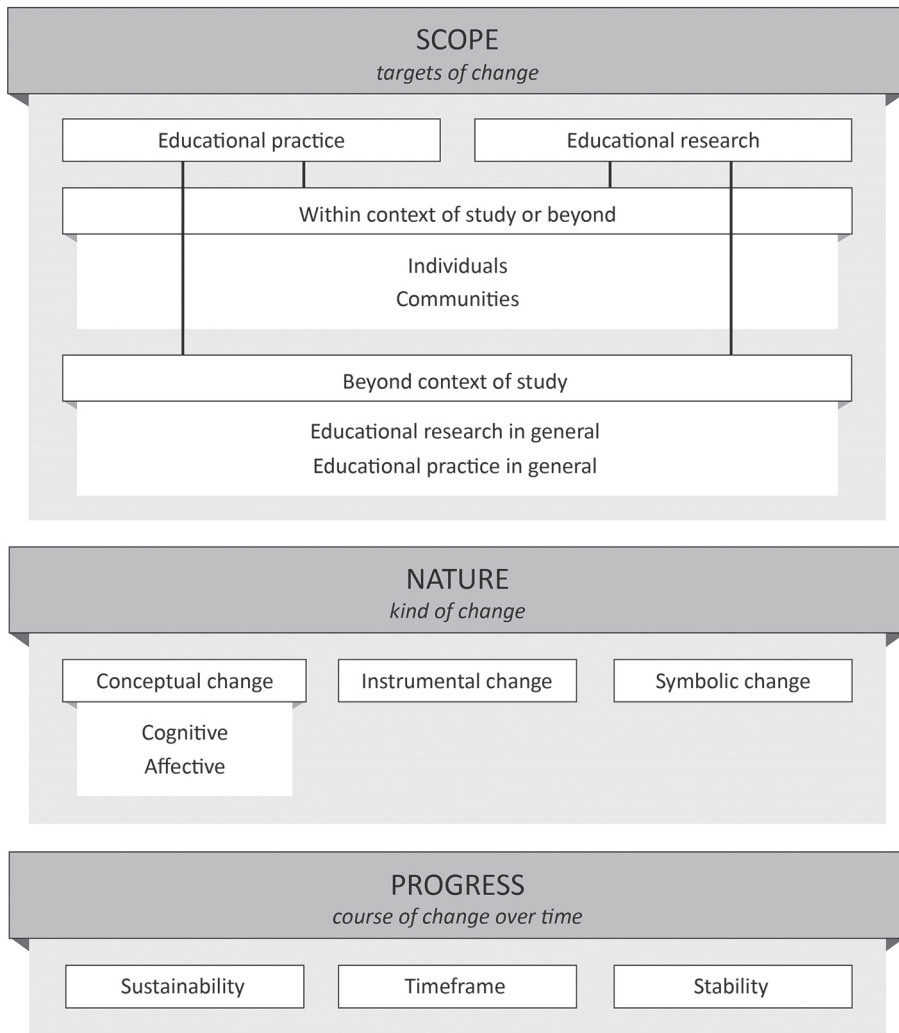 SCOPE
targets of change
Educational practice
Educational research
Within context of study or beyond
Individuals
Communities
Beyond context of study
Educational research in general
Educational practice in general
NATURE
kind of change
Conceptual change
Instrumental change
Symbolic change
Cognitive
Affective
PROGRESS
course of change over time
Sustainability
Timeframe
Stability